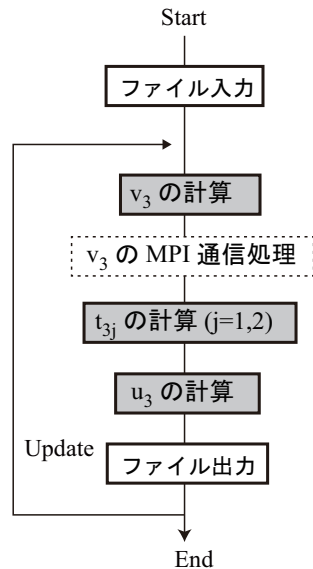 Start
ファイル入力
v3 の計算
v3 の MPI 通信処理
t3j の計算 (j=1,2)
u3 の計算
Update
ファイル出力
End